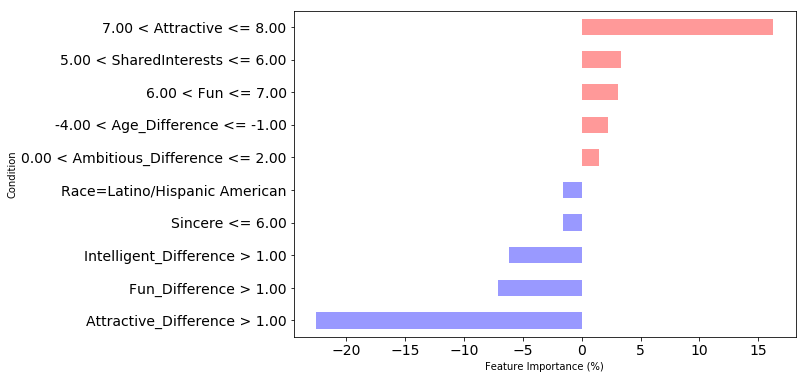 7.00 < Attractive <= 8.00
5.00 < SharedInterests <= 6.00
6.00 < Fun <= 7.00
-4.00 < Age_Difference <= -1.00
0.00 < Ambitious_Difference <= 2.00
Race=Latino/Hispanic American
Sincere <= 6.00
Intelligent_Difference > 1.00
Fun_Difference > 1.00
Attractive_Difference > 1.00
Condition
−20 −15 −10 −5 0 5 10 15
Feature Importance (%)